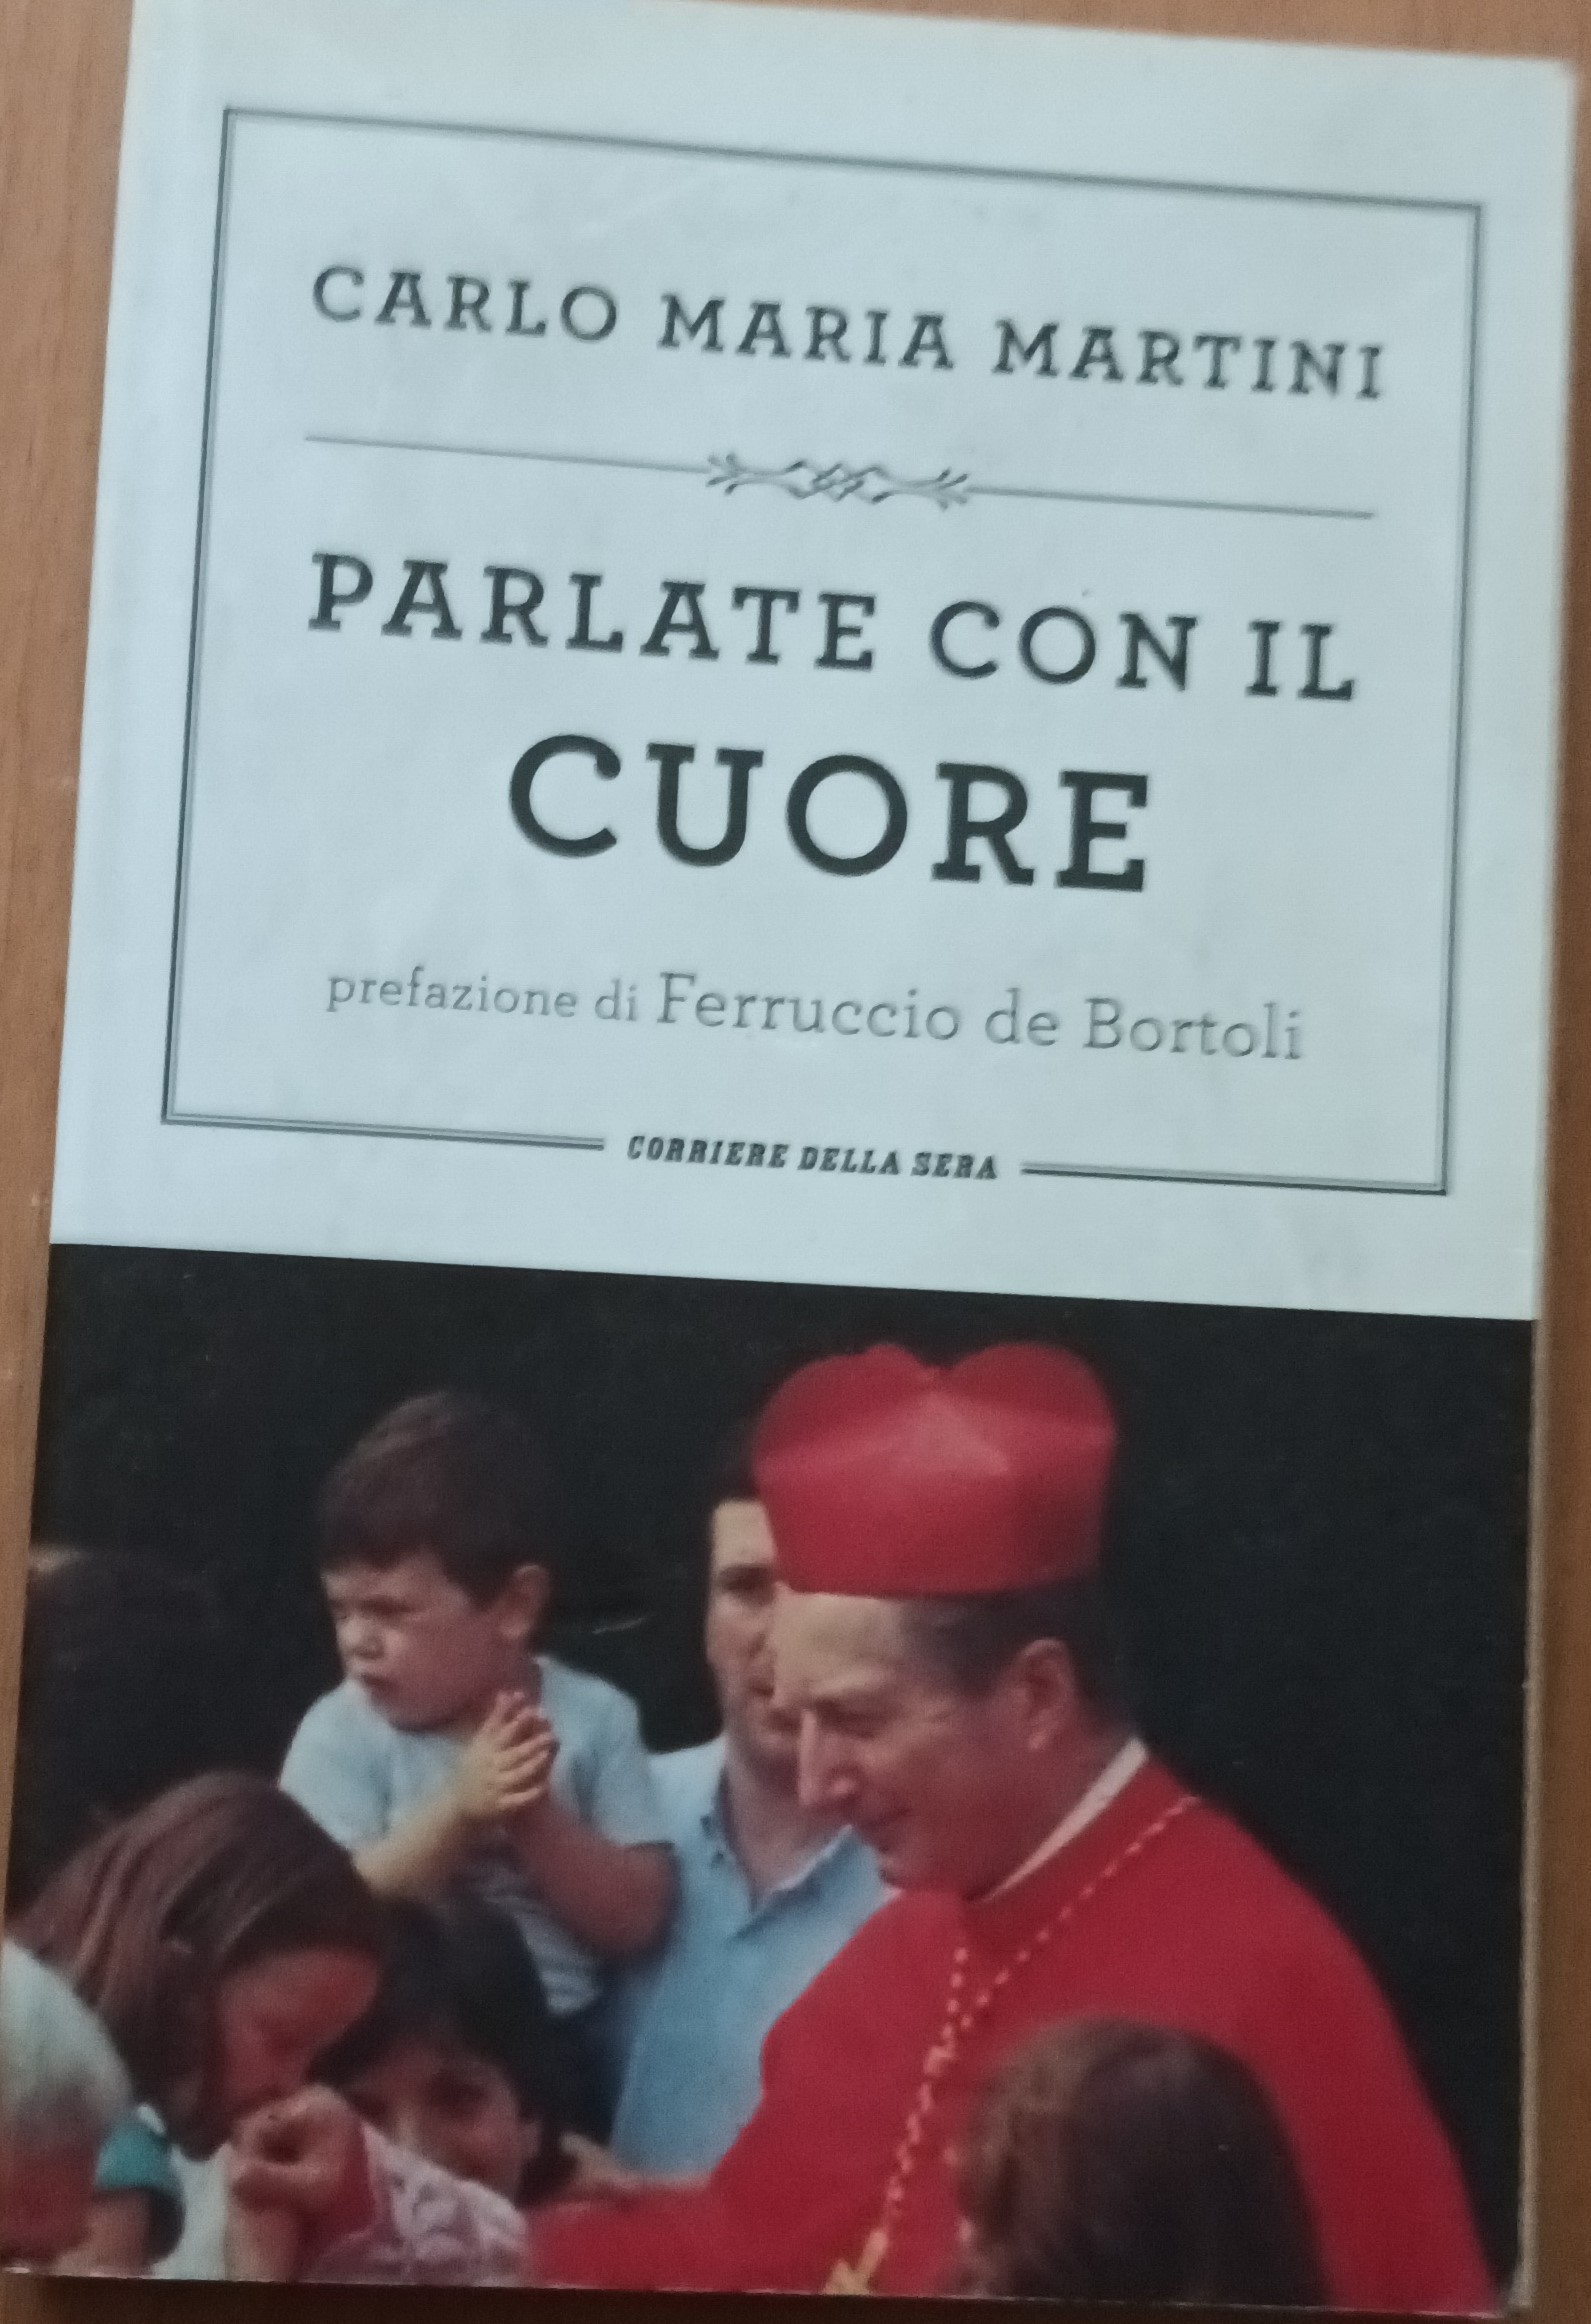 CARLO MARIA MARTINI
PARLATE CON IL
CUORE
prefazione di Ferruccio de Bortoli
CORRIERE DELLA SERA